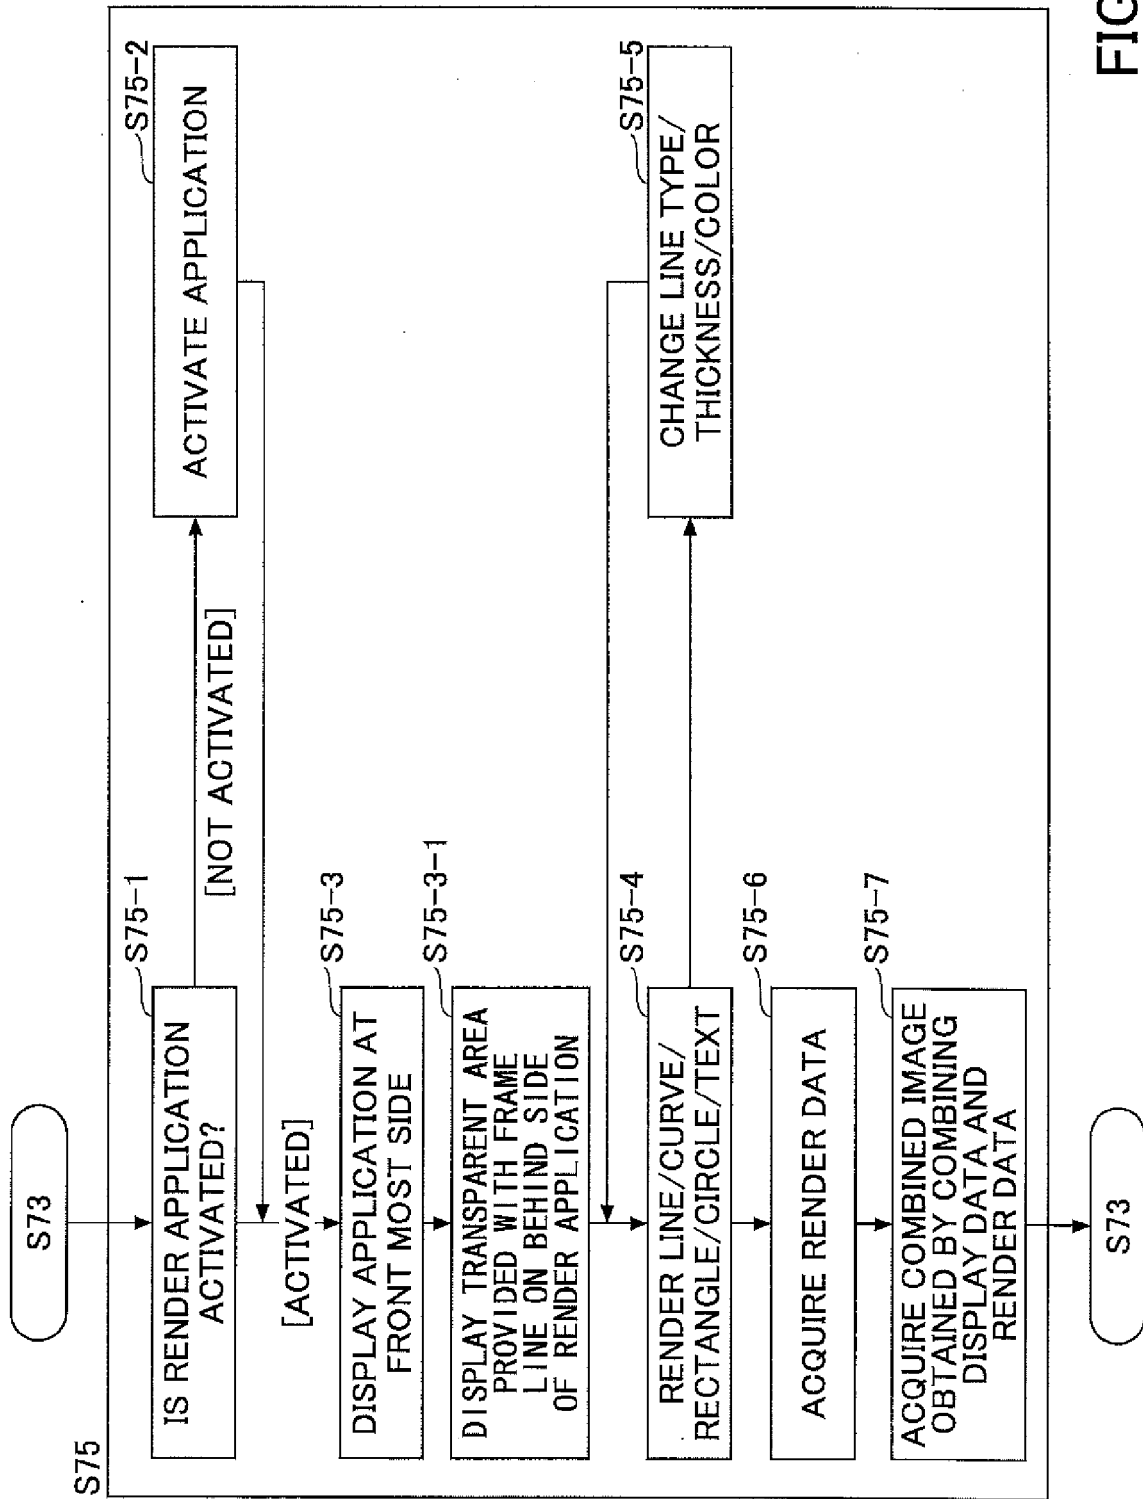 S75
S73
S75-1
IS RENDER APPLICATION
ACTIVATED?
[NOT ACTIVATED]
S75-2
ACTIVATE APPLICATION
[ACTIVATED]
S75-3
DISPLAY APPLICATION AT
FRONT MOST SIDE
S75-3-1
DISPLAY TRANSPARENT AREA
PROVIDED WITH FRAME
LINE ON BEHIND SIDE
OF RENDER APPLICATION
S75-4
RENDER LINE/CURVE/
RECTANGLE/CIRCLE/TEXT
S75-5
CHANGE LINE TYPE/
THICKNESS/COLOR
S75-6
ACQUIRE RENDER DATA
S75-7
ACQUIRE COMBINED IMAGE
OBTAINED BY COMBINING
DISPLAY DATA AND
RENDER DATA
S73
FIG